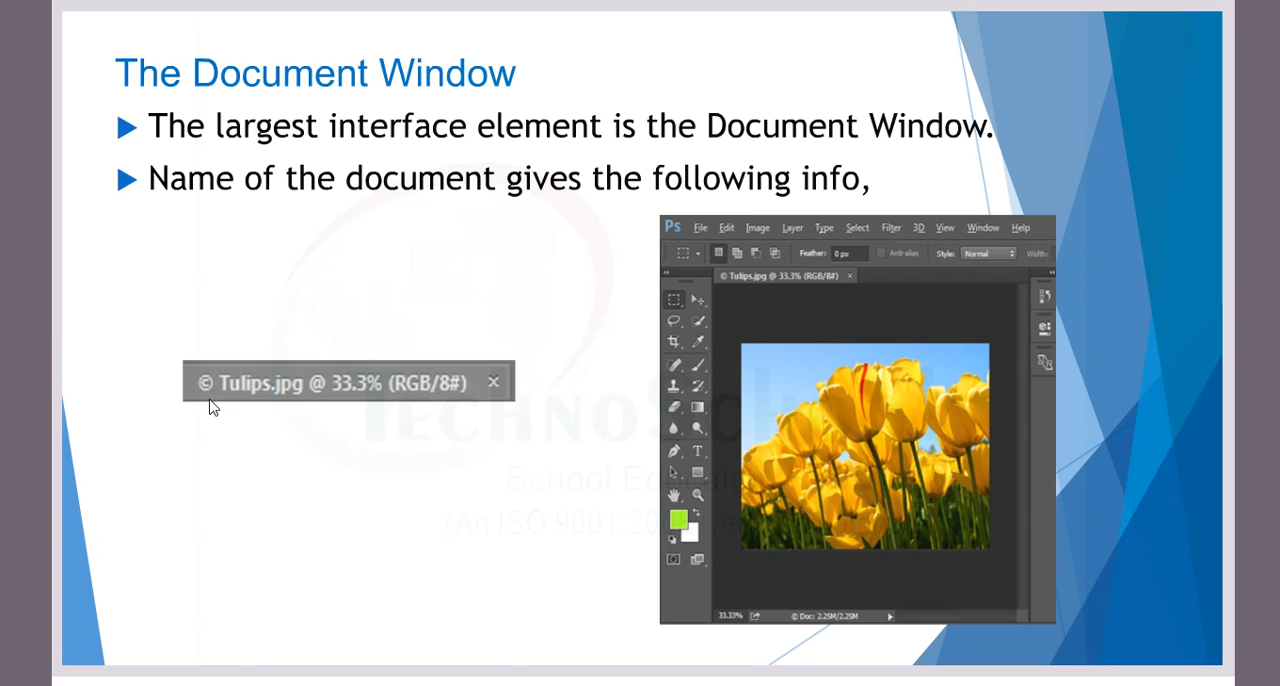 The Document Window
The largest interface element is the Document Window.
Name of the document gives the following info,
Ps File Edit Image Layer Type Select Filter 3D View Window Help
Feather: 0 px Anti-alias Style: Normal Width:
© Tulips.jpg @ 33.3% (RGB/8#) ×
© Tulips.jpg @ 33.3% (RGB/8#) ×
33.33% © Doc: 2.25M/2.25M